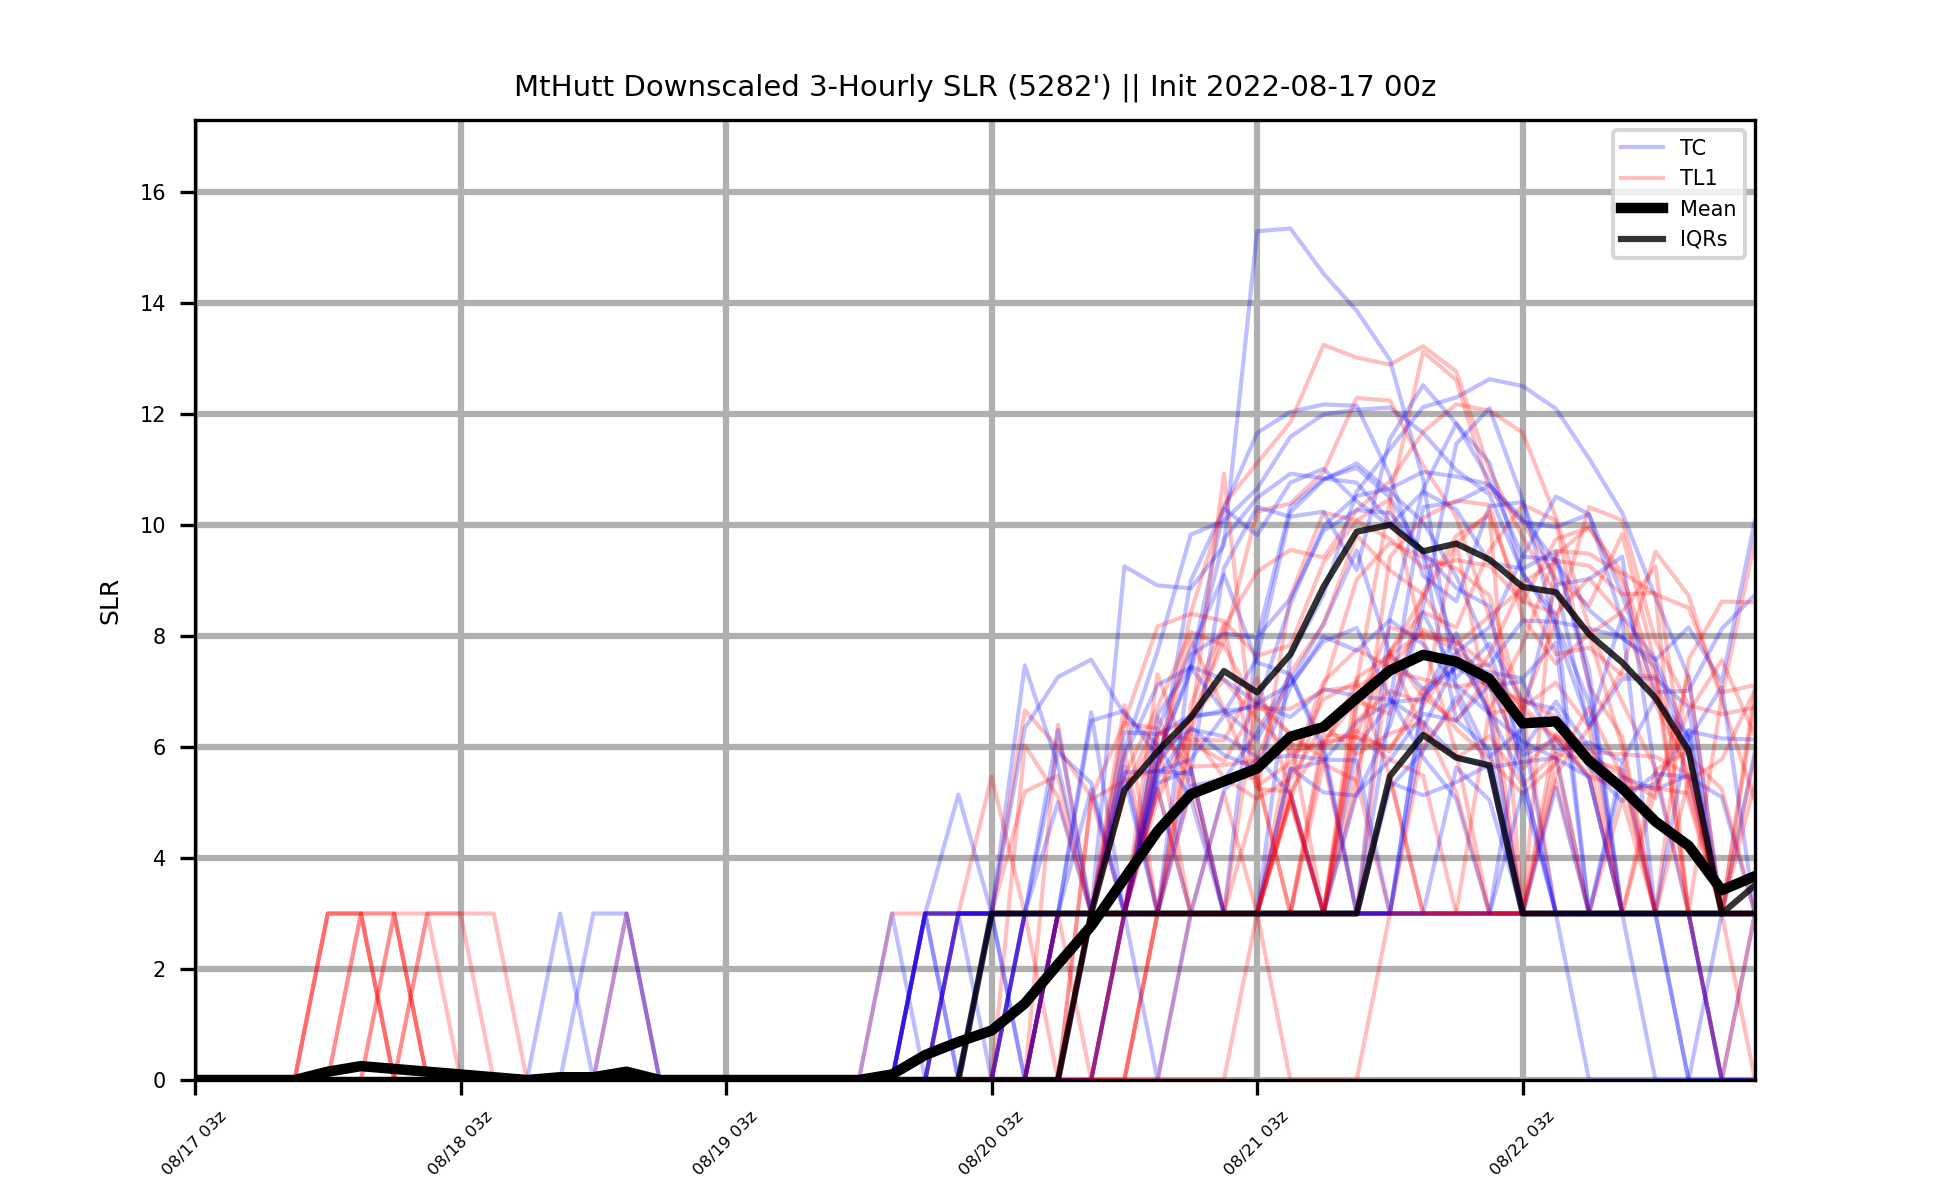 MtHutt Downscaled 3-Hourly SLR (5282') || Init 2022-08-17 00z
TC
TL1
Mean
IQRs
SLR
16
14
12
10
8
6
4
2
0
08/17 03z
08/18 03z
08/19 03z
08/20 03z
08/21 03z
08/22 03z